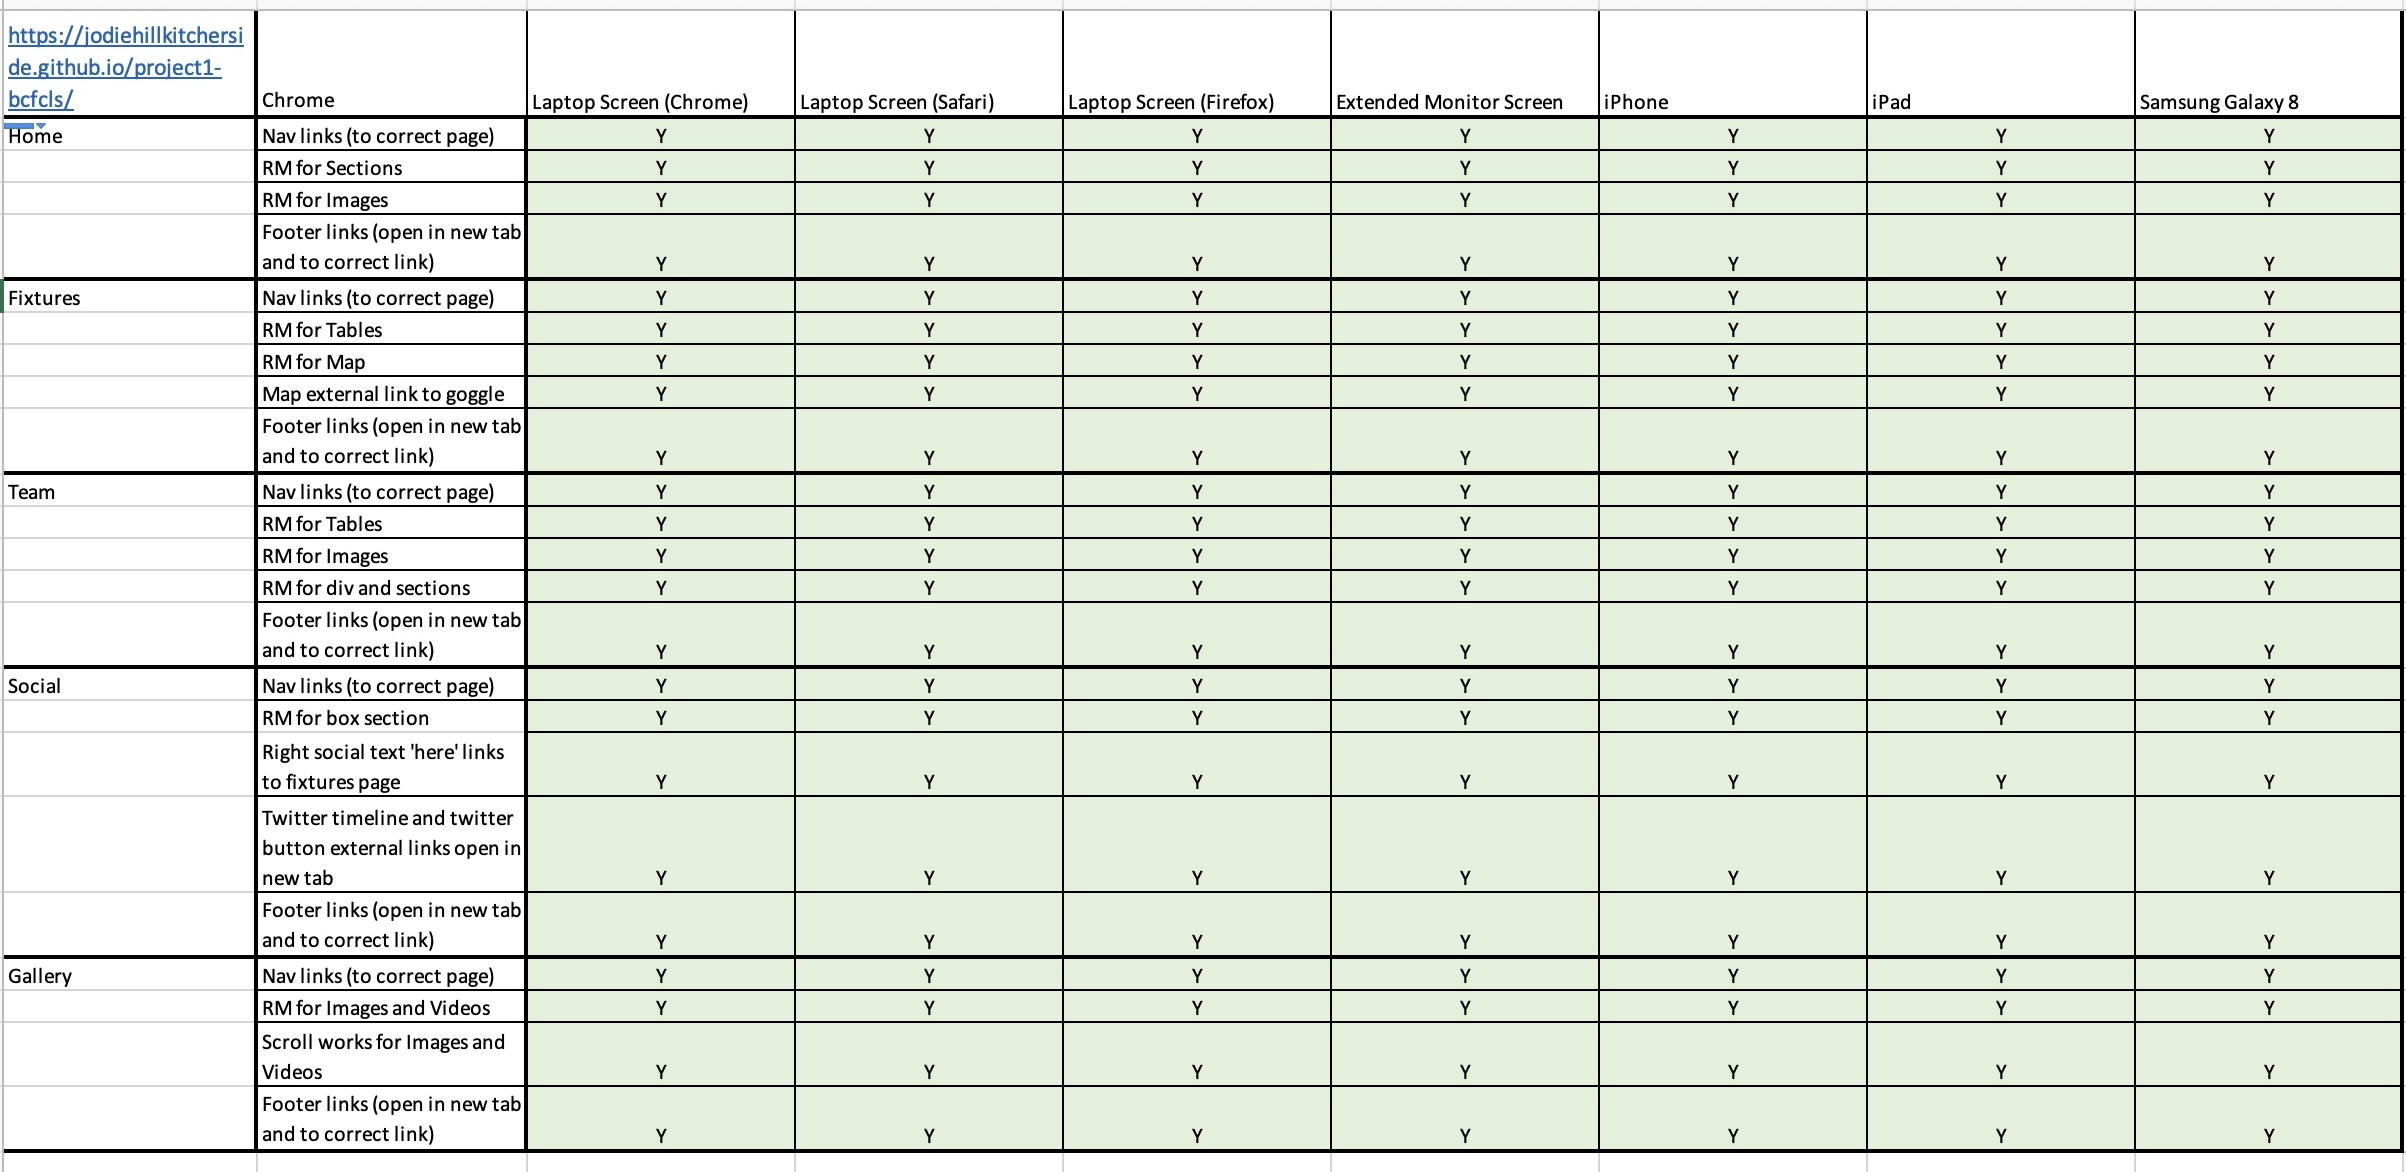 https://jodiehillkitchersi
de.github.io/project1-
bcfcls/
Chrome Laptop Screen (Chrome) Laptop Screen (Safari) Laptop Screen (Firefox) Extended Monitor Screen iPhone iPad Samsung Galaxy 8
Home Nav links (to correct page) Y Y Y Y Y Y Y
RM for Sections Y Y Y Y Y Y Y
RM for Images Y Y Y Y Y Y Y
Footer links (open in new tab
and to correct link) Y Y Y Y Y Y Y
Fixtures Nav links (to correct page) Y Y Y Y Y Y Y
RM for Tables Y Y Y Y Y Y Y
RM for Map Y Y Y Y Y Y Y
Map external link to goggle Y Y Y Y Y Y Y
Footer links (open in new tab
and to correct link) Y Y Y Y Y Y Y
Team Nav links (to correct page) Y Y Y Y Y Y Y
RM for Tables Y Y Y Y Y Y Y
RM for Images Y Y Y Y Y Y Y
RM for div and sections Y Y Y Y Y Y Y
Footer links (open in new tab
and to correct link) Y Y Y Y Y Y Y
Social Nav links (to correct page) Y Y Y Y Y Y Y
RM for box section Y Y Y Y Y Y Y
Right social text 'here' links
to fixtures page Y Y Y Y Y Y Y
Twitter timeline and twitter
button external links open in
new tab Y Y Y Y Y Y Y
Footer links (open in new tab
and to correct link) Y Y Y Y Y Y Y
Gallery Nav links (to correct page) Y Y Y Y Y Y Y
RM for Images and Videos Y Y Y Y Y Y Y
Scroll works for Images and
Videos Y Y Y Y Y Y Y
Footer links (open in new tab
and to correct link) Y Y Y Y Y Y Y